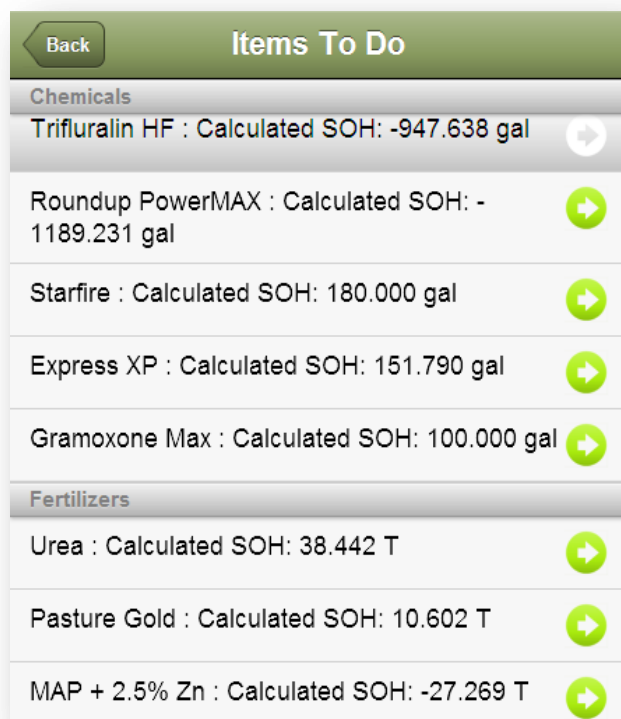 Back
Items To Do
Chemicals
Trifluralin HF : Calculated SOH: -947.638 gal
Roundup PowerMAX : Calculated SOH: -
1189.231 gal
Starfire : Calculated SOH: 180.000 gal
Express XP : Calculated SOH: 151.790 gal
Gramoxone Max : Calculated SOH: 100.000 gal
Fertilizers
Urea : Calculated SOH: 38.442 T
Pasture Gold : Calculated SOH: 10.602 T
MAP + 2.5% Zn : Calculated SOH: -27.269 T